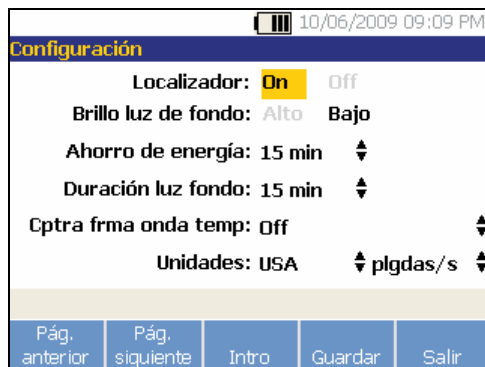 10/06/2009 09:09 PM
Configuración
Localizador: On Off
Brillo luz de fondo: Alto Bajo
Ahorro de energía: 15 min
Duración luz fondo: 15 min
Cptra frma onda temp: Off
Unidades: USA plgdas/s
Pág. anterior
Pág. siguiente
Intro
Guardar
Salir